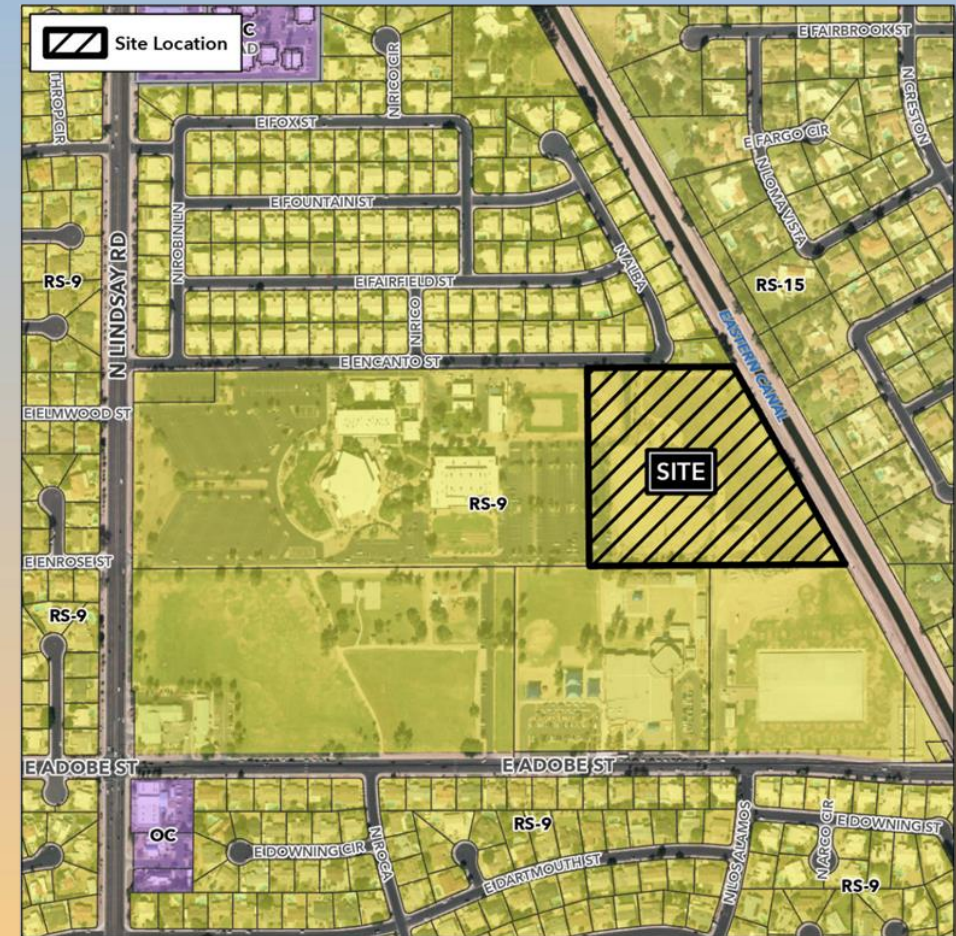 Site Location
C
AD
E FAIRBROOK ST
THROP CIR
N RICO CIR
N CRESTON
E FOX ST
E FARGO CIR
E FOUNTAIN ST
N LOMA VISTA
N ROBIN LN
N LINDSAY RD
N ALBA
RS-9
E FAIRFIELD ST
RS-15
N RICO
EASTERN CANAL
E ENCANTO ST
E ELMWOOD ST
SITE
RS-9
E ENROSE ST
RS-9
E ADOBE ST
E ADOBE ST
OC
RS-9
E DOWNING ST
E DOWNING CIR
N ROCA
N LOS ALAMOS
N ARCO CIR
E DARTMOUTH ST
RS-9